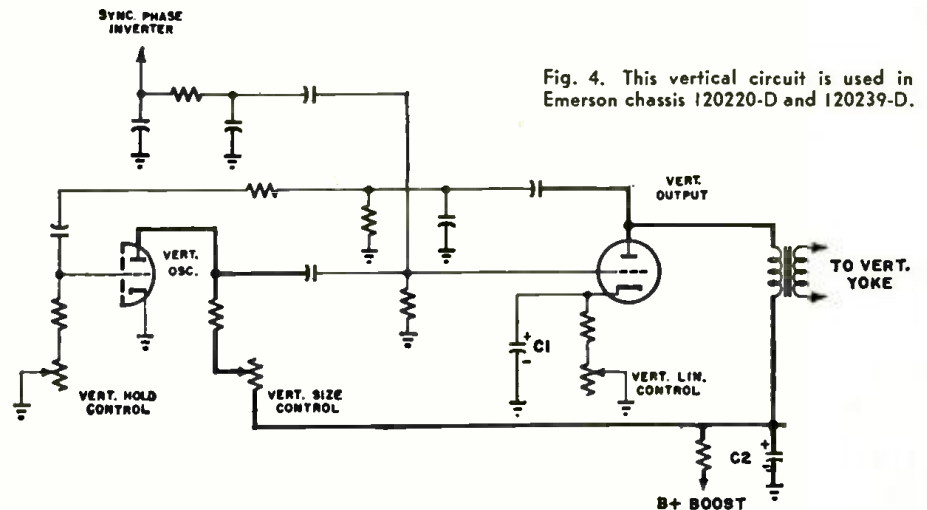 SYNC. PHASE
INVERTER
Fig. 4. This vertical circuit is used in
Emerson chassis 120220-D and 120239-D.
VERT.
OUTPUT
VERT.
OSC.
TO VERT.
YOKE
+
C1
-
VERT. HOLD
CONTROL
VERT. SIZE
CONTROL
VERT. LIN.
CONTROL
C2
+
-
B+ BOOST